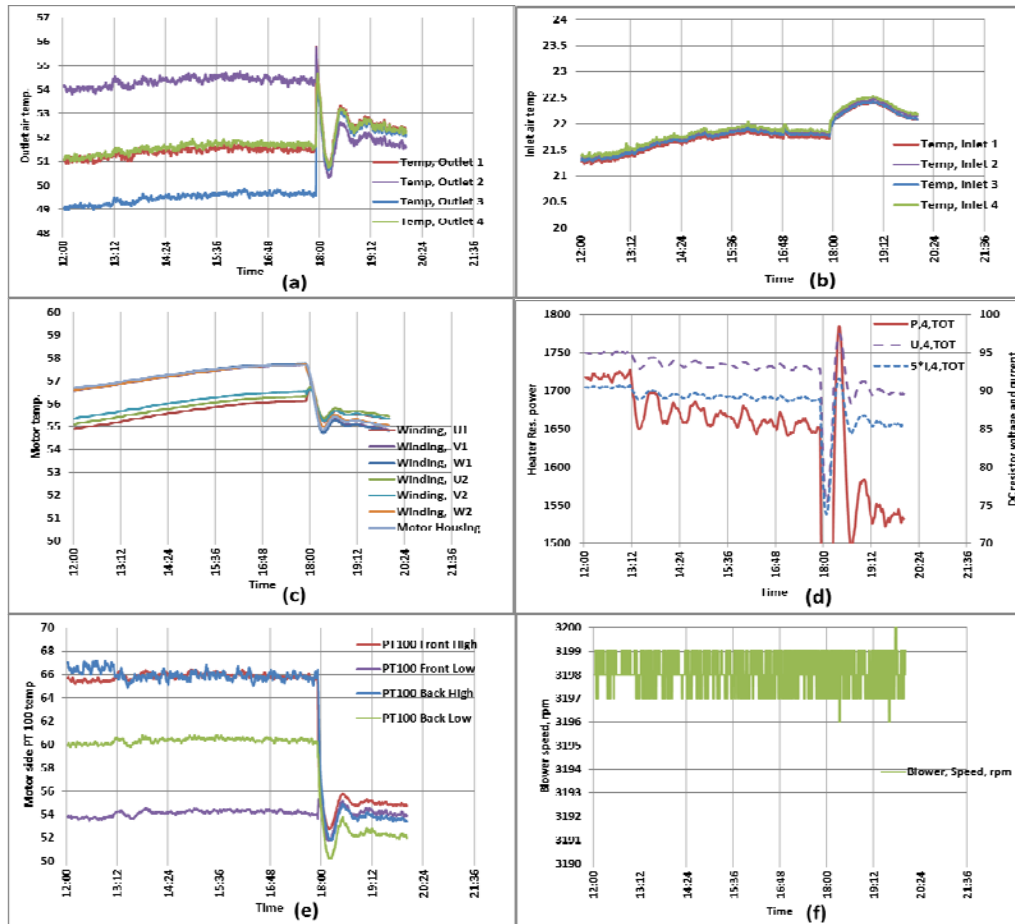 57
56
55
54
53
52
51
50
49
48
Outlet air temp.
Temp, Outlet 1
Temp, Outlet 2
Temp, Outlet 3
Temp, Outlet 4
12:00
13:12
14:24
15:36
16:48
18:00
19:12
20:24
21:36
Time
(a)
24
23.5
23
22.5
22
21.5
21
20.5
20
Inlet air temp
Temp, Inlet 1
Temp, Inlet 2
Temp, Inlet 3
Temp, Inlet 4
12:00
13:12
14:24
15:36
16:48
18:00
19:12
20:24
21:36
Time
(b)
60
59
58
57
56
55
54
53
52
51
50
Motor temp.
Winding, U1
Winding, V1
Winding, W1
Winding, U2
Winding, V2
Winding, W2
Motor Housing
12:00
13:12
14:24
15:36
16:48
18:00
19:12
20:24
21:36
Time
(c)
1800
1750
1700
1650
1600
1550
1500
Heater Res. power
P,4,TOT
U,4,TOT
5*I,4,TOT
100
95
90
85
80
75
70
DC resistor voltage and current
12:00
13:12
14:24
15:36
16:48
18:00
19:12
20:24
21:36
Time
(d)
70
68
66
64
62
60
58
56
54
52
50
Motor side PT 100 temp
PT100 Front High
PT100 Front Low
PT100 Back High
PT100 Back Low
12:00
13:12
14:24
15:36
16:48
18:00
19:12
20:24
21:36
Time
(e)
3200
3199
3198
3197
3196
3195
3194
3193
3192
3191
3190
Blower speed, rpm
Blower, Speed, rpm
12:00
13:12
14:24
15:36
16:48
18:00
19:12
20:24
21:36
Time
(f)